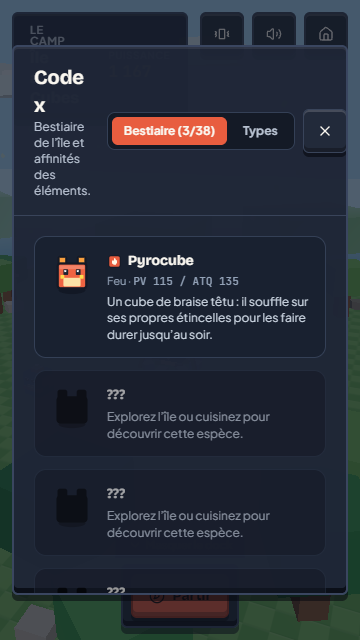 LE
CAMP
Code
x
Bestiaire
de l'île et
affinités
des
éléments.
Bestiaire (3/38)
Types
Pyrocube
Feu · PV 115 / ATQ 135
Un cube de braise têtu : il souffle sur
ses propres étincelles pour les faire
durer jusqu'au soir.
???
Explorez l'île ou cuisinez pour
découvrir cette espèce.
???
Explorez l'île ou cuisinez pour
découvrir cette espèce.
???
Partir